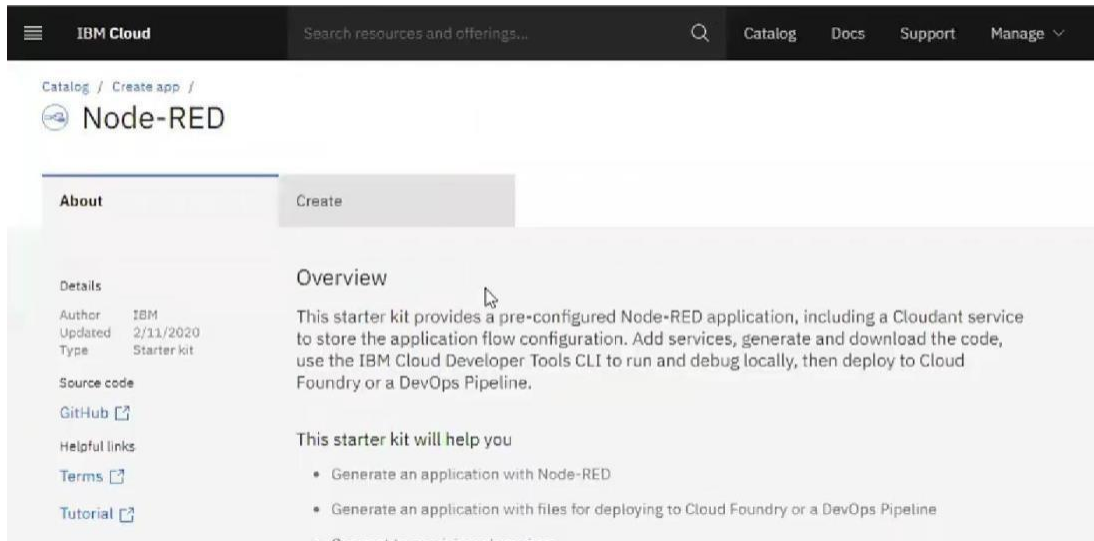 IBM Cloud
Search resources and offerings...
Catalog
Docs
Support
Manage
Catalog / Create app /
Node-RED
About
Create
Details
Author IBM
Updated 2/11/2020
Type Starter kit
Source code
GitHub
Helpful links
Terms
Tutorial
Overview
This starter kit provides a pre-configured Node-RED application, including a Cloudant service
to store the application flow configuration. Add services, generate and download the code,
use the IBM Cloud Developer Tools CLI to run and debug locally, then deploy to Cloud
Foundry or a DevOps Pipeline.
This starter kit will help you
• Generate an application with Node-RED
• Generate an application with files for deploying to Cloud Foundry or a DevOps Pipeline